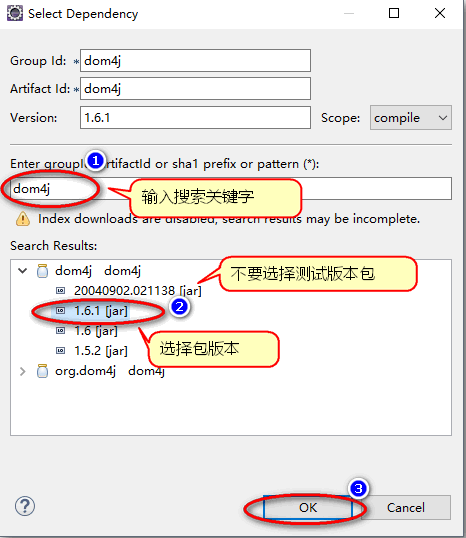 Select Dependency
Group Id: * dom4j
Artifact Id: * dom4j
Version: 1.6.1 Scope: compile
1
Enter groupI artifactId or sha1 prefix or pattern (*):
dom4j
输入搜索关键字
Index downloads are disabled, search results may be incomplete.
Search Results:
不要选择测试版本包
dom4j dom4j
20040902.021138 [jar]
1.6.1 [jar]
2
1.6 [jar]
选择包版本
1.5.2 [jar]
org.dom4j dom4j
3
? OK Cancel